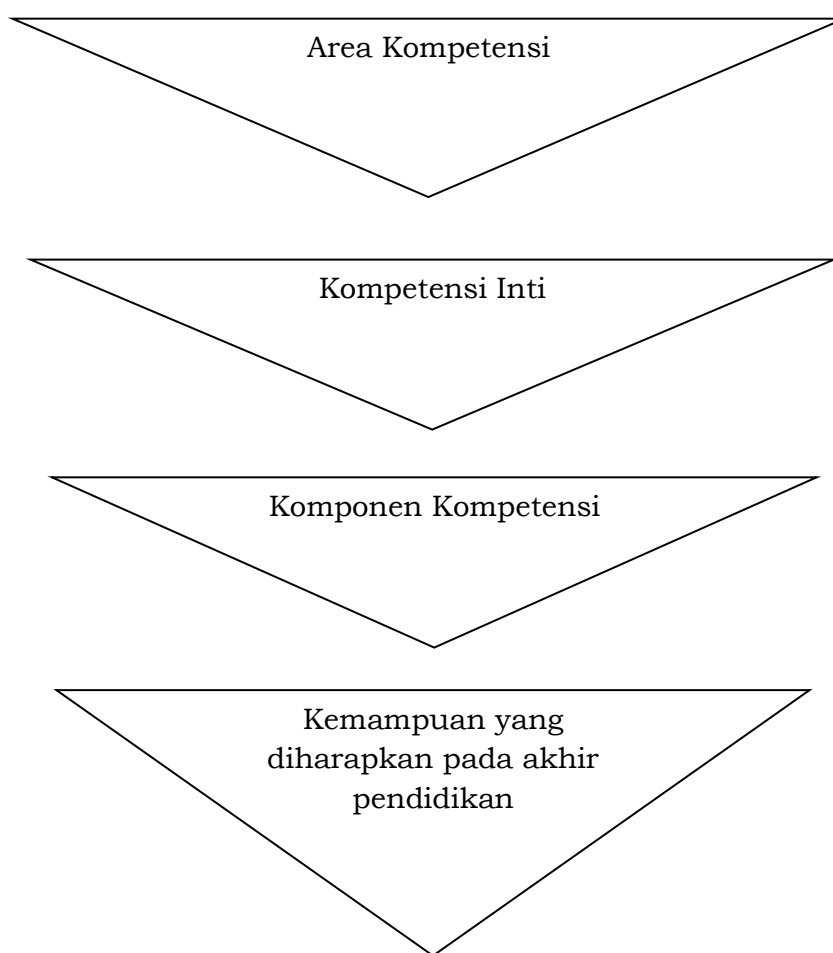 Area Kompetensi
Kompetensi Inti
Komponen Kompetensi
Kemampuan yang
diharapkan pada akhir
pendidikan